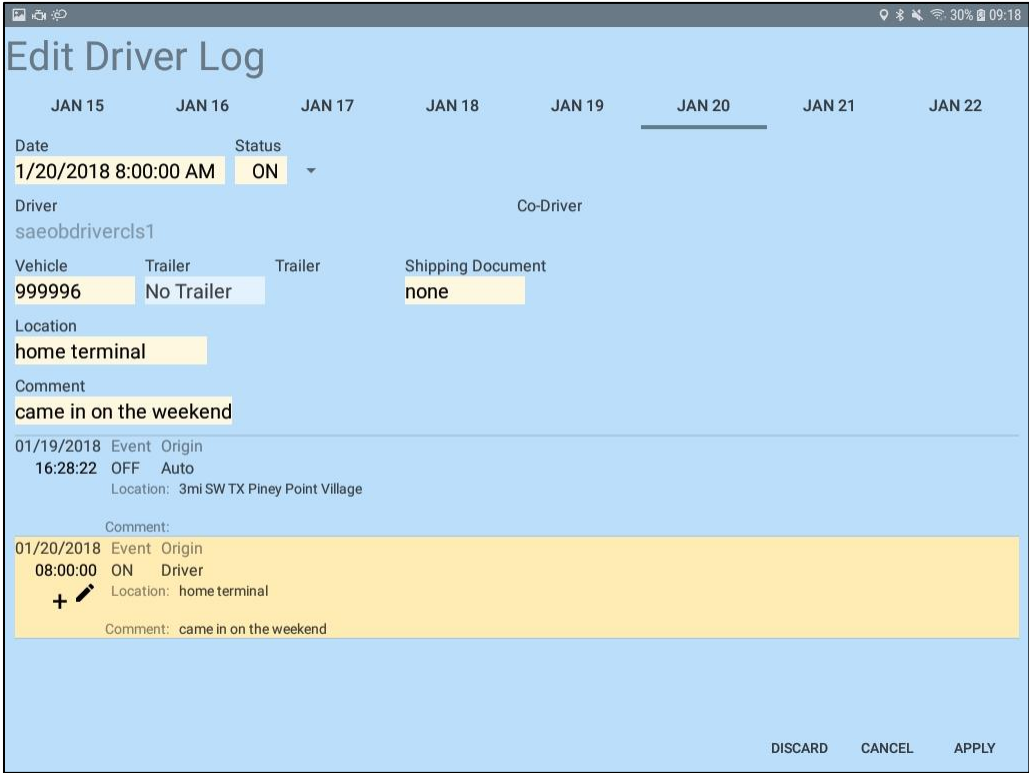 30% 09:18
Edit Driver Log
JAN 15 JAN 16 JAN 17 JAN 18 JAN 19 JAN 20 JAN 21 JAN 22
Date Status
1/20/2018 8:00:00 AM ON
Driver Co-Driver
saeobdrivercls1
Vehicle Trailer Trailer Shipping Document
999996 No Trailer none
Location
home terminal
Comment
came in on the weekend
01/19/2018 Event Origin
16:28:22 OFF Auto
Location: 3mi SW TX Piney Point Village
Comment:
01/20/2018 Event Origin
08:00:00 ON Driver
Location: home terminal
Comment: came in on the weekend
DISCARD CANCEL APPLY